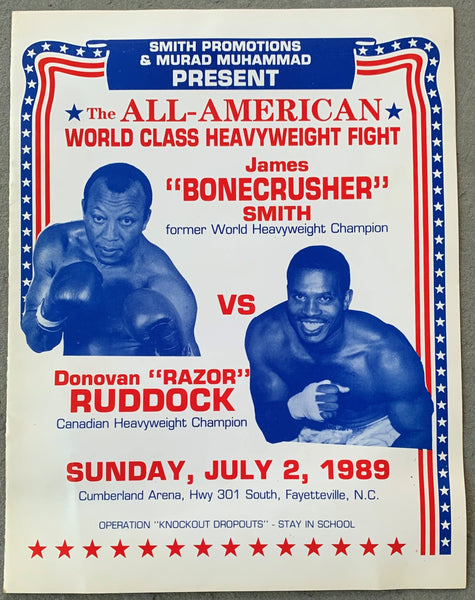 SMITH PROMOTIONS
& MURAD MUHAMMAD
PRESENT
The ALL-AMERICAN
WORLD CLASS HEAVYWEIGHT FIGHT
James
"BONECRUSHER"
SMITH
former World Heavyweight Champion
VS
Donovan "RAZOR"
RUDDOCK
Canadian Heavyweight Champion
SUNDAY, JULY 2, 1989
Cumberland Arena, Hwy 301 South, Fayetteville, N.C.
OPERATION "KNOCKOUT DROPOUTS" - STAY IN SCHOOL